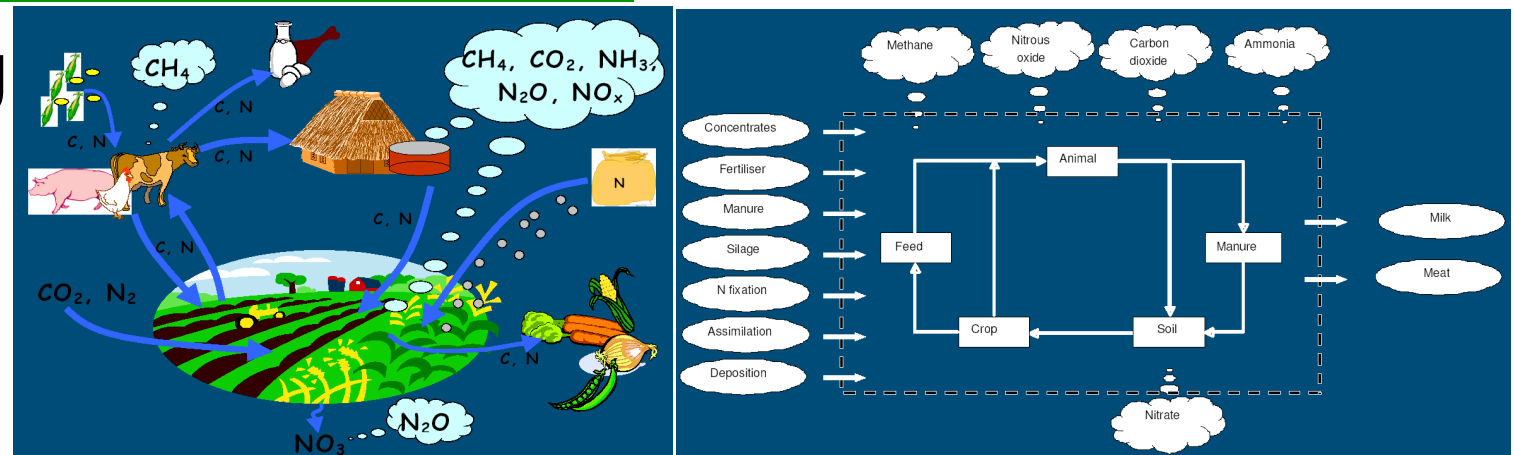 CH₄
CH₄, CO₂, NH₃,
N₂O, NOₓ
C, N
C, N
C, N
N
C, N
C, N
CO₂, N₂
C, N
N₂O
NO₃
Methane
Nitrous
oxide
Carbon
dioxide
Ammonia
Concentrates
Fertiliser
Manure
Silage
N fixation
Assimilation
Deposition
Animal
Feed
Manure
Crop
Soil
Milk
Meat
Nitrate